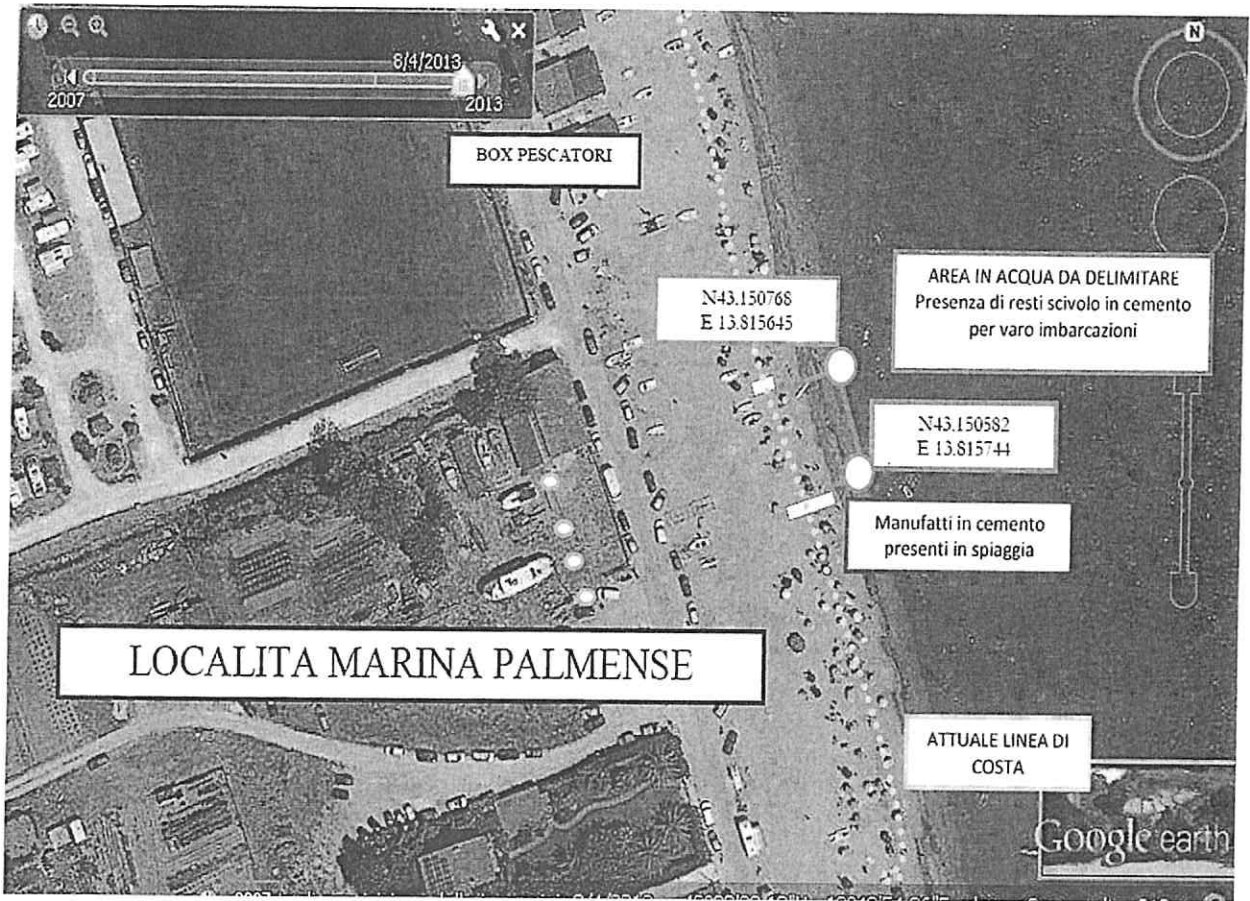 8/4/2013
2007
2013
N
BOX PESCATORI
N43.150768
E 13.815645
AREA IN ACQUA DA DELIMITARE
Presenza di resti scivolo in cemento
per varo imbarcazioni
N43.150582
E 13.815744
Manufatti in cemento
presenti in spiaggia
LOCALITA MARINA PALMENSE
ATTUALE LINEA DI
COSTA
Google earth